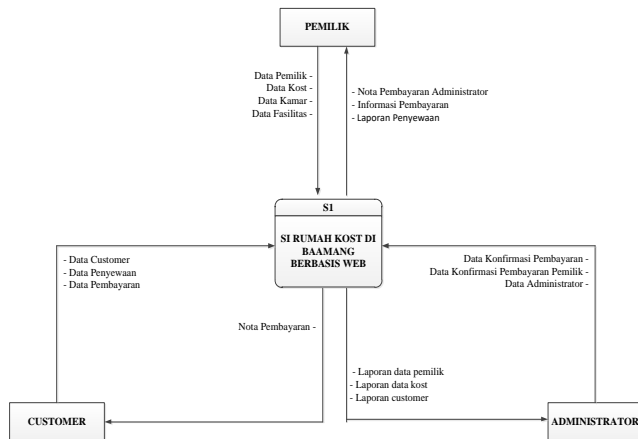 PEMILIK
Data Pemilik -
Data Kost -
Data Kamar -
Data Fasilitas -
- Nota Pembayaran Administrator
- Informasi Pembayaran
- Laporan Penyewaan
S1
SI RUMAH KOST DI
BAAMANG
BERBASIS WEB
- Data Customer
- Data Penyewaan
- Data Pembayaran
Data Konfirmasi Pembayaran -
Data Konfirmasi Pembayaran Pemilik -
Data Administrator -
Nota Pembayaran -
- Laporan data pemilik
- Laporan data kost
- Laporan customer
CUSTOMER
ADMINISTRATOR